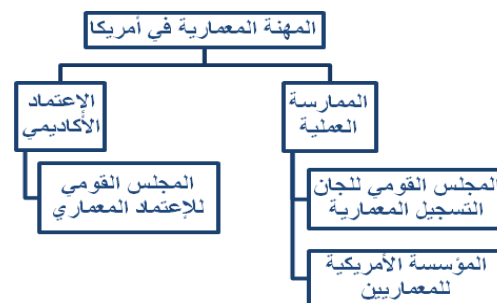 المهنة المعمارية في أمريكا
الممارسة
العملية
الإعتماد
الأكاديمي
المجلس القومي للجان
التسجيل المعمارية
المجلس القومي
للإعتماد المعماري
المؤسسة الأمريكية
للمعماريين